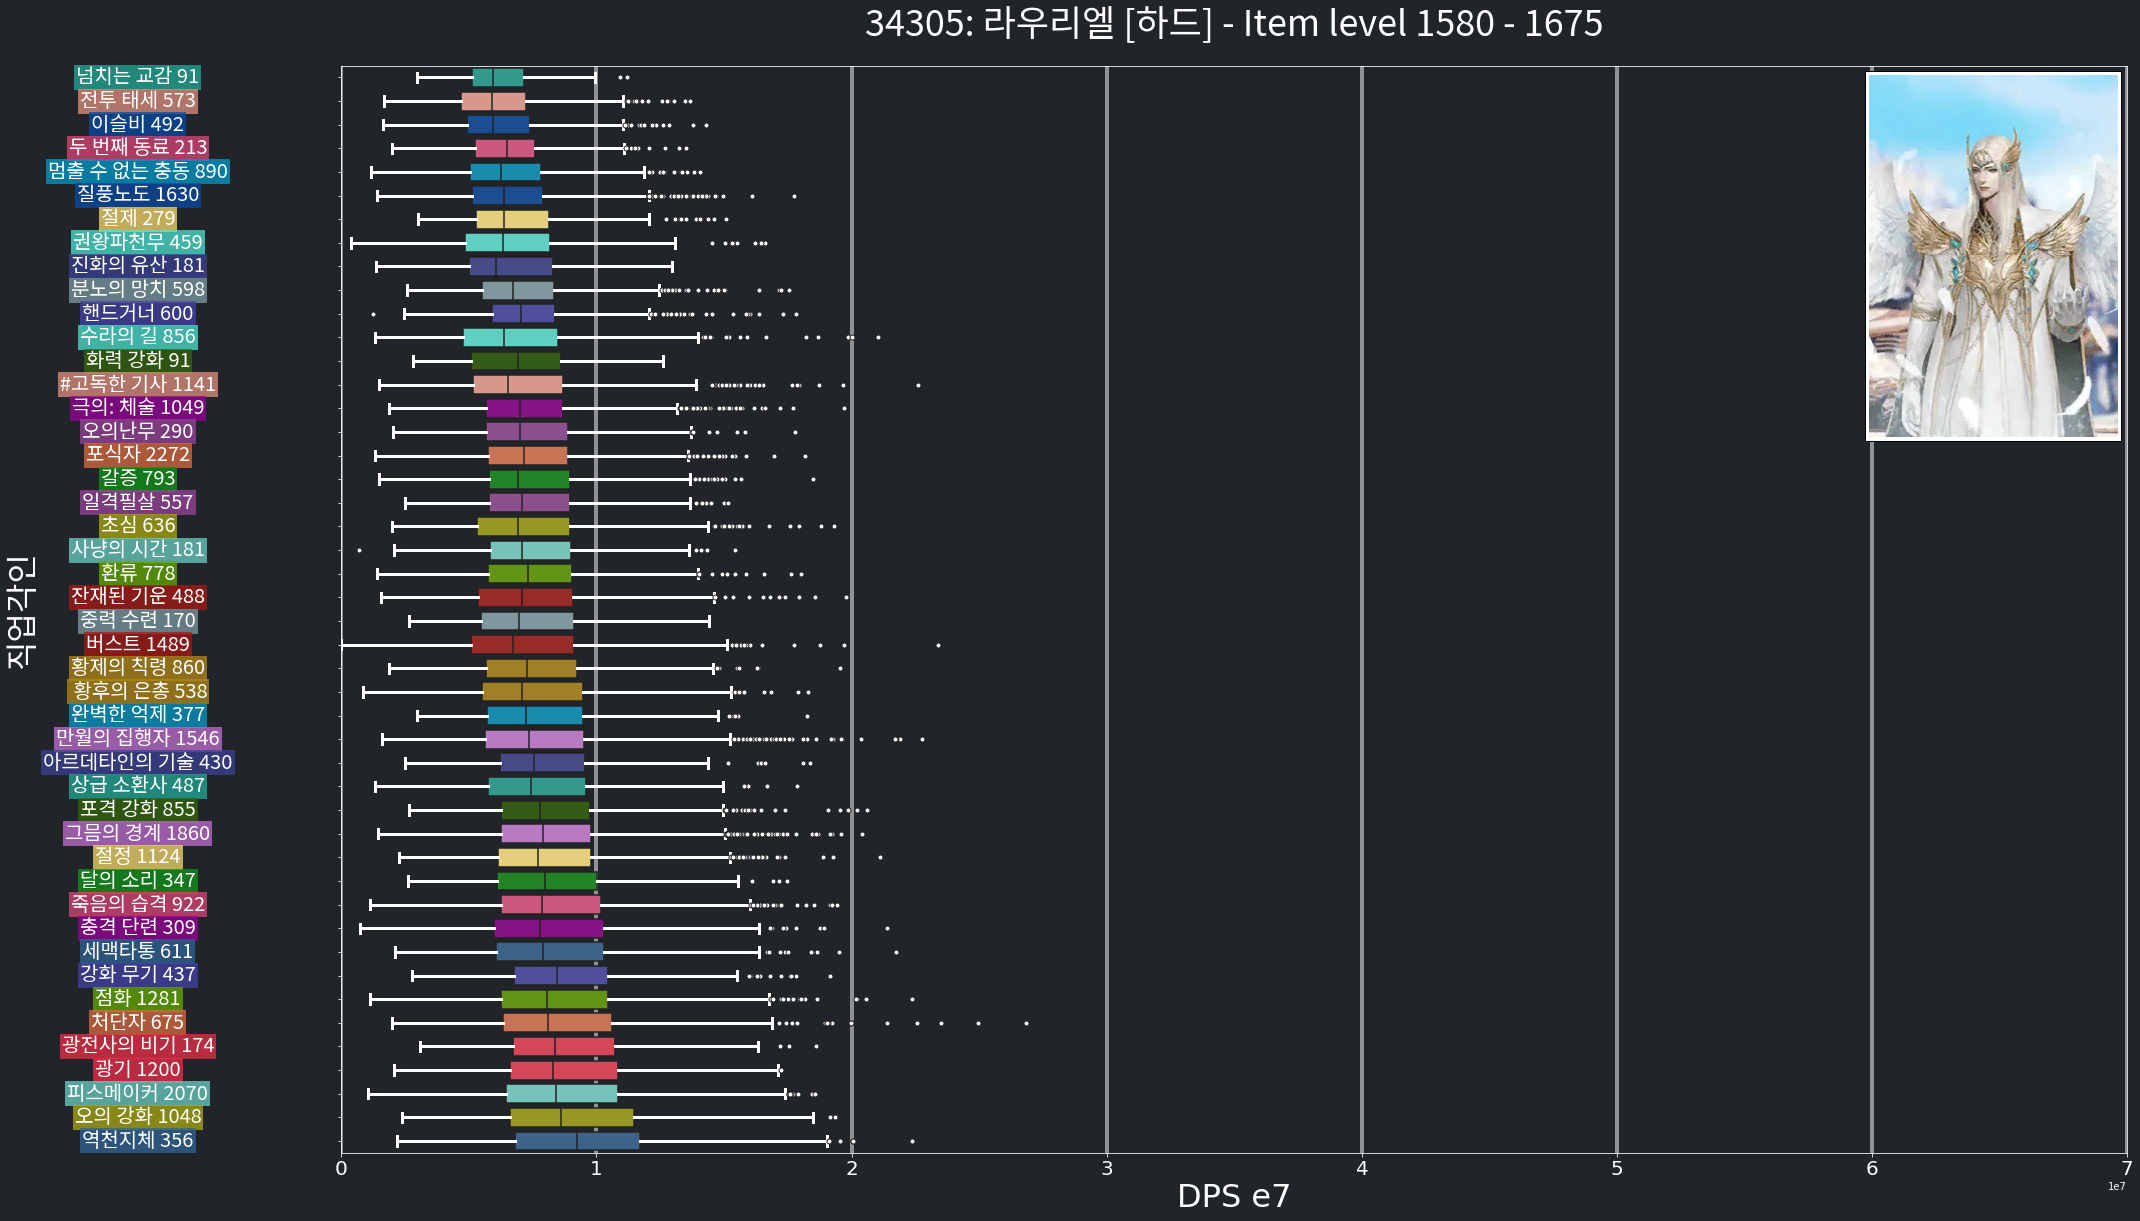 34305: 라우리엘 [하드] - Item level 1580 - 1675
넘치는 교감 91
전투 태세 573
이슬비 492
두 번째 동료 213
멈출 수 없는 충동 890
질풍노도 1630
절제 279
권왕파천무 459
진화의 유산 181
분노의 망치 598
핸드거너 600
수라의 길 856
화력 강화 91
#고독한 기사 1141
극의: 체술 1049
오의난무 290
포식자 2272
갈증 793
일격필살 557
초심 636
사냥의 시간 181
환류 778
잔재된 기운 488
중력 수련 170
버스트 1489
황제의 칙령 860
황후의 은총 538
완벽한 억제 377
만월의 집행자 1546
아르데타인의 기술 430
상급 소환사 487
포격 강화 855
그믐의 경계 1860
절정 1124
달의 소리 347
죽음의 습격 922
충격 단련 309
세맥타통 611
강화 무기 437
점화 1281
처단자 675
광전사의 비기 174
광기 1200
피스메이커 2070
오의 강화 1048
역천지체 356
직업각인
0 1 2 3 4 5 6 7
DPS e7
1e7